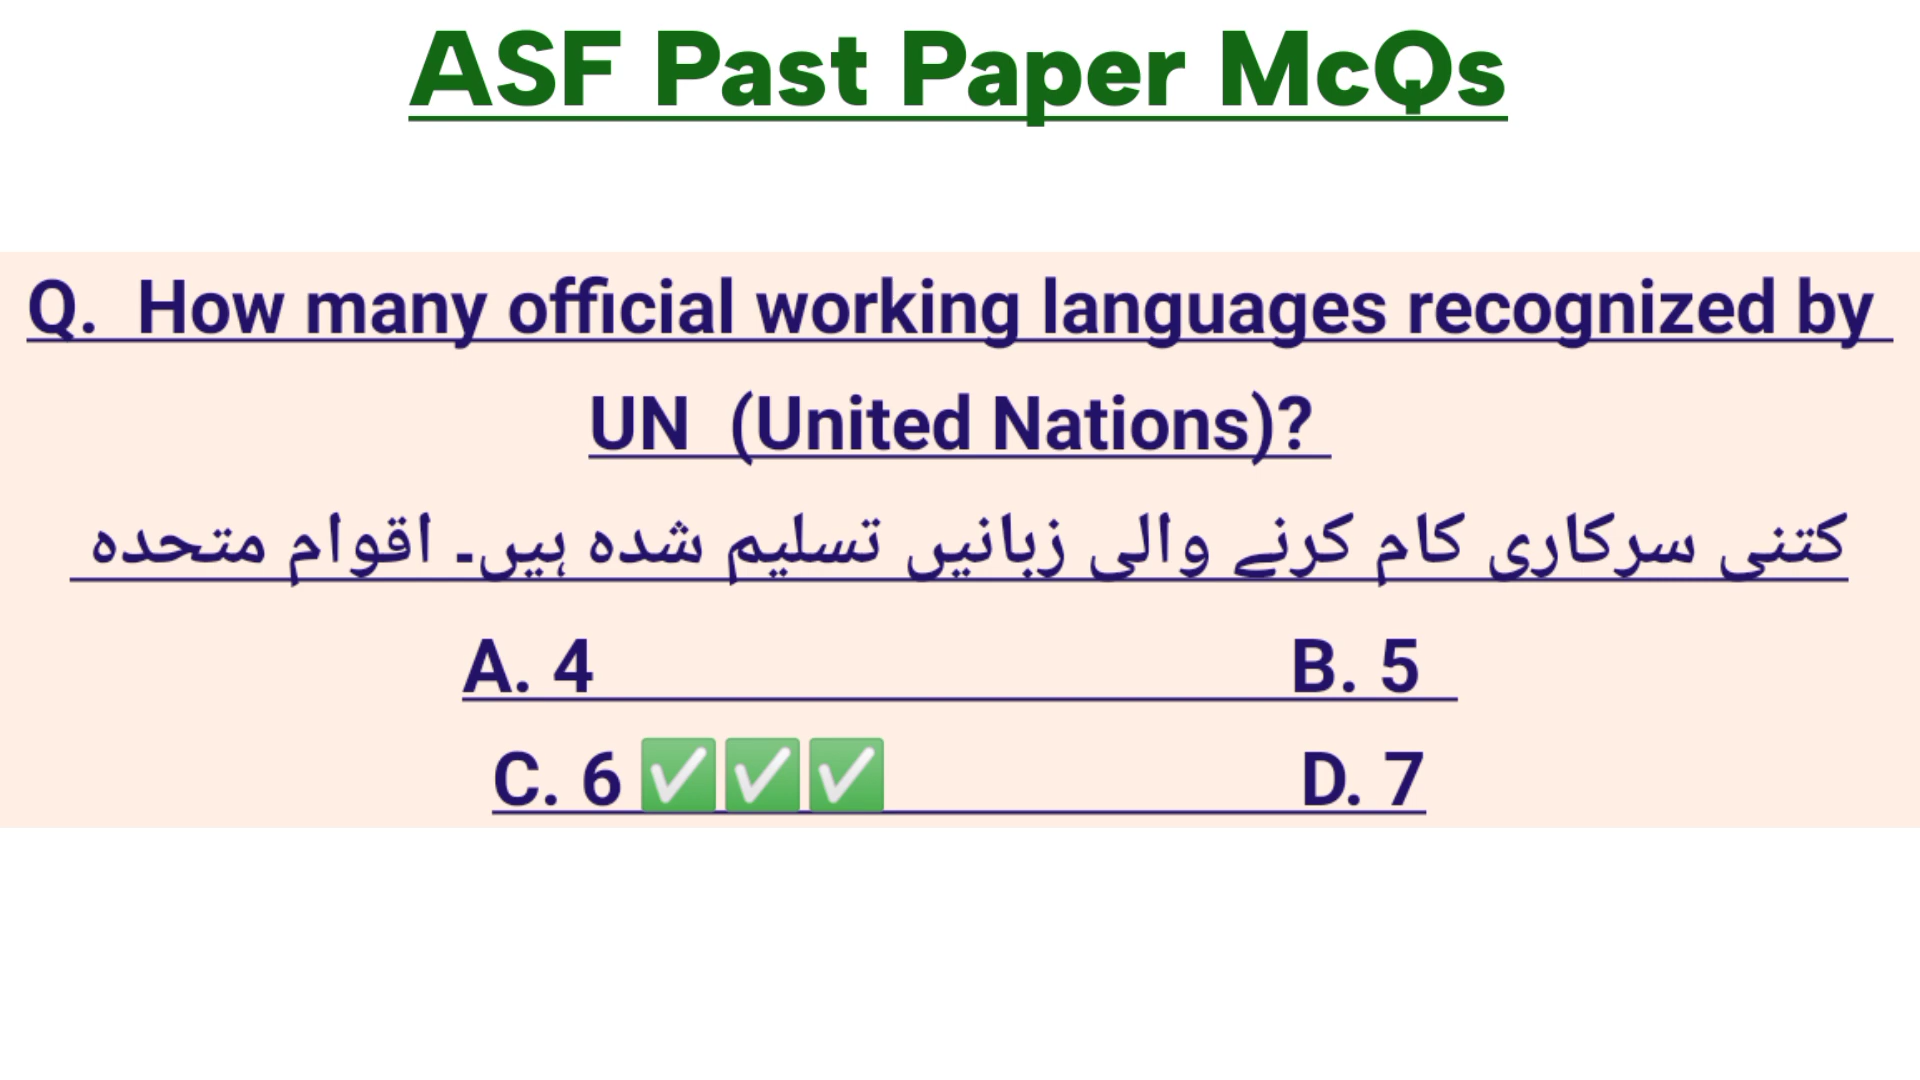 ASF Past Paper McQs
Q. How many official working languages recognized by
UN (United Nations)?
کتنی سرکاری کام کرنے والی زبانیں تسلیم شدہ ہیں۔ اقوام متحدہ
A. 4 B. 5
C. 6 ✅✅✅ D. 7